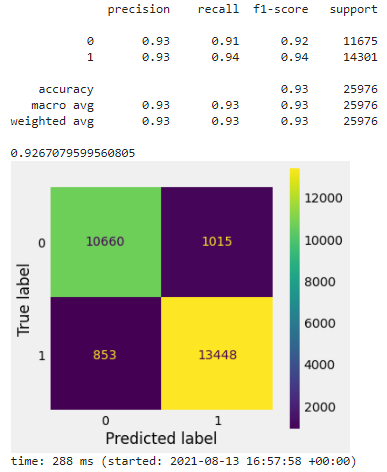 precision recall f1-score support
0 0.93 0.91 0.92 11675
1 0.93 0.94 0.94 14301
accuracy 0.93 25976
macro avg 0.93 0.93 0.93 25976
weighted avg 0.93 0.93 0.93 25976
0.9267079599560805
True label
0
1
10660 1015
853 13448
0 1
Predicted label
12000
10000
8000
6000
4000
2000
time: 288 ms (started: 2021-08-13 16:57:58 +00:00)